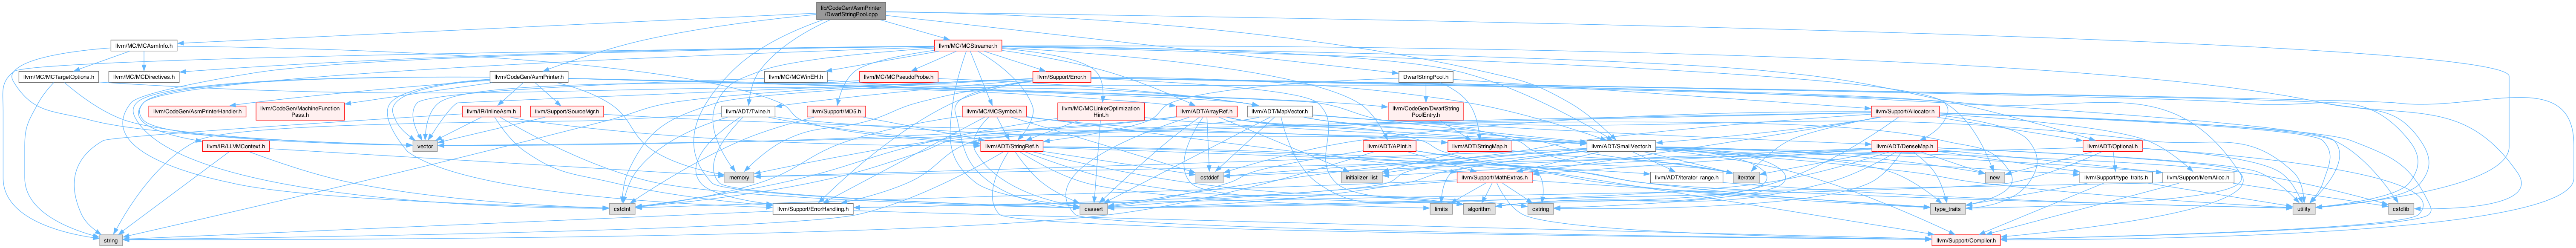 lib/CodeGen/AsmPrinter
/DwarfStringPool.cpp
llvm/MC/MCAsmInfo.h
llvm/MC/MCStreamer.h
llvm/MC/MCTargetOptions.h
llvm/MC/MCDirectives.h
llvm/CodeGen/AsmPrinter.h
llvm/MC/MCWinEH.h
llvm/MC/MCPseudoProbe.h
llvm/Support/Error.h
DwarfStringPool.h
llvm/CodeGen/AsmPrinterHandler.h
llvm/CodeGen/MachineFunction
Pass.h
llvm/IR/InlineAsm.h
llvm/Support/SourceMgr.h
llvm/ADT/Twine.h
llvm/Support/MD5.h
llvm/MC/MCSymbol.h
llvm/MC/MCLinkerOptimization
Hint.h
llvm/ADT/ArrayRef.h
llvm/ADT/MapVector.h
llvm/CodeGen/DwarfString
PoolEntry.h
llvm/Support/Allocator.h
llvm/IR/LLVMContext.h
vector
llvm/ADT/StringRef.h
llvm/ADT/APInt.h
llvm/ADT/StringMap.h
llvm/ADT/SmallVector.h
llvm/ADT/DenseMap.h
llvm/ADT/Optional.h
memory
cstddef
initializer_list
llvm/Support/MathExtras.h
iterator
llvm/ADT/iterator_range.h
new
llvm/Support/type_traits.h
llvm/Support/MemAlloc.h
cstdint
llvm/Support/ErrorHandling.h
cassert
limits
algorithm
cstring
type_traits
utility
cstdlib
string
llvm/Support/Compiler.h